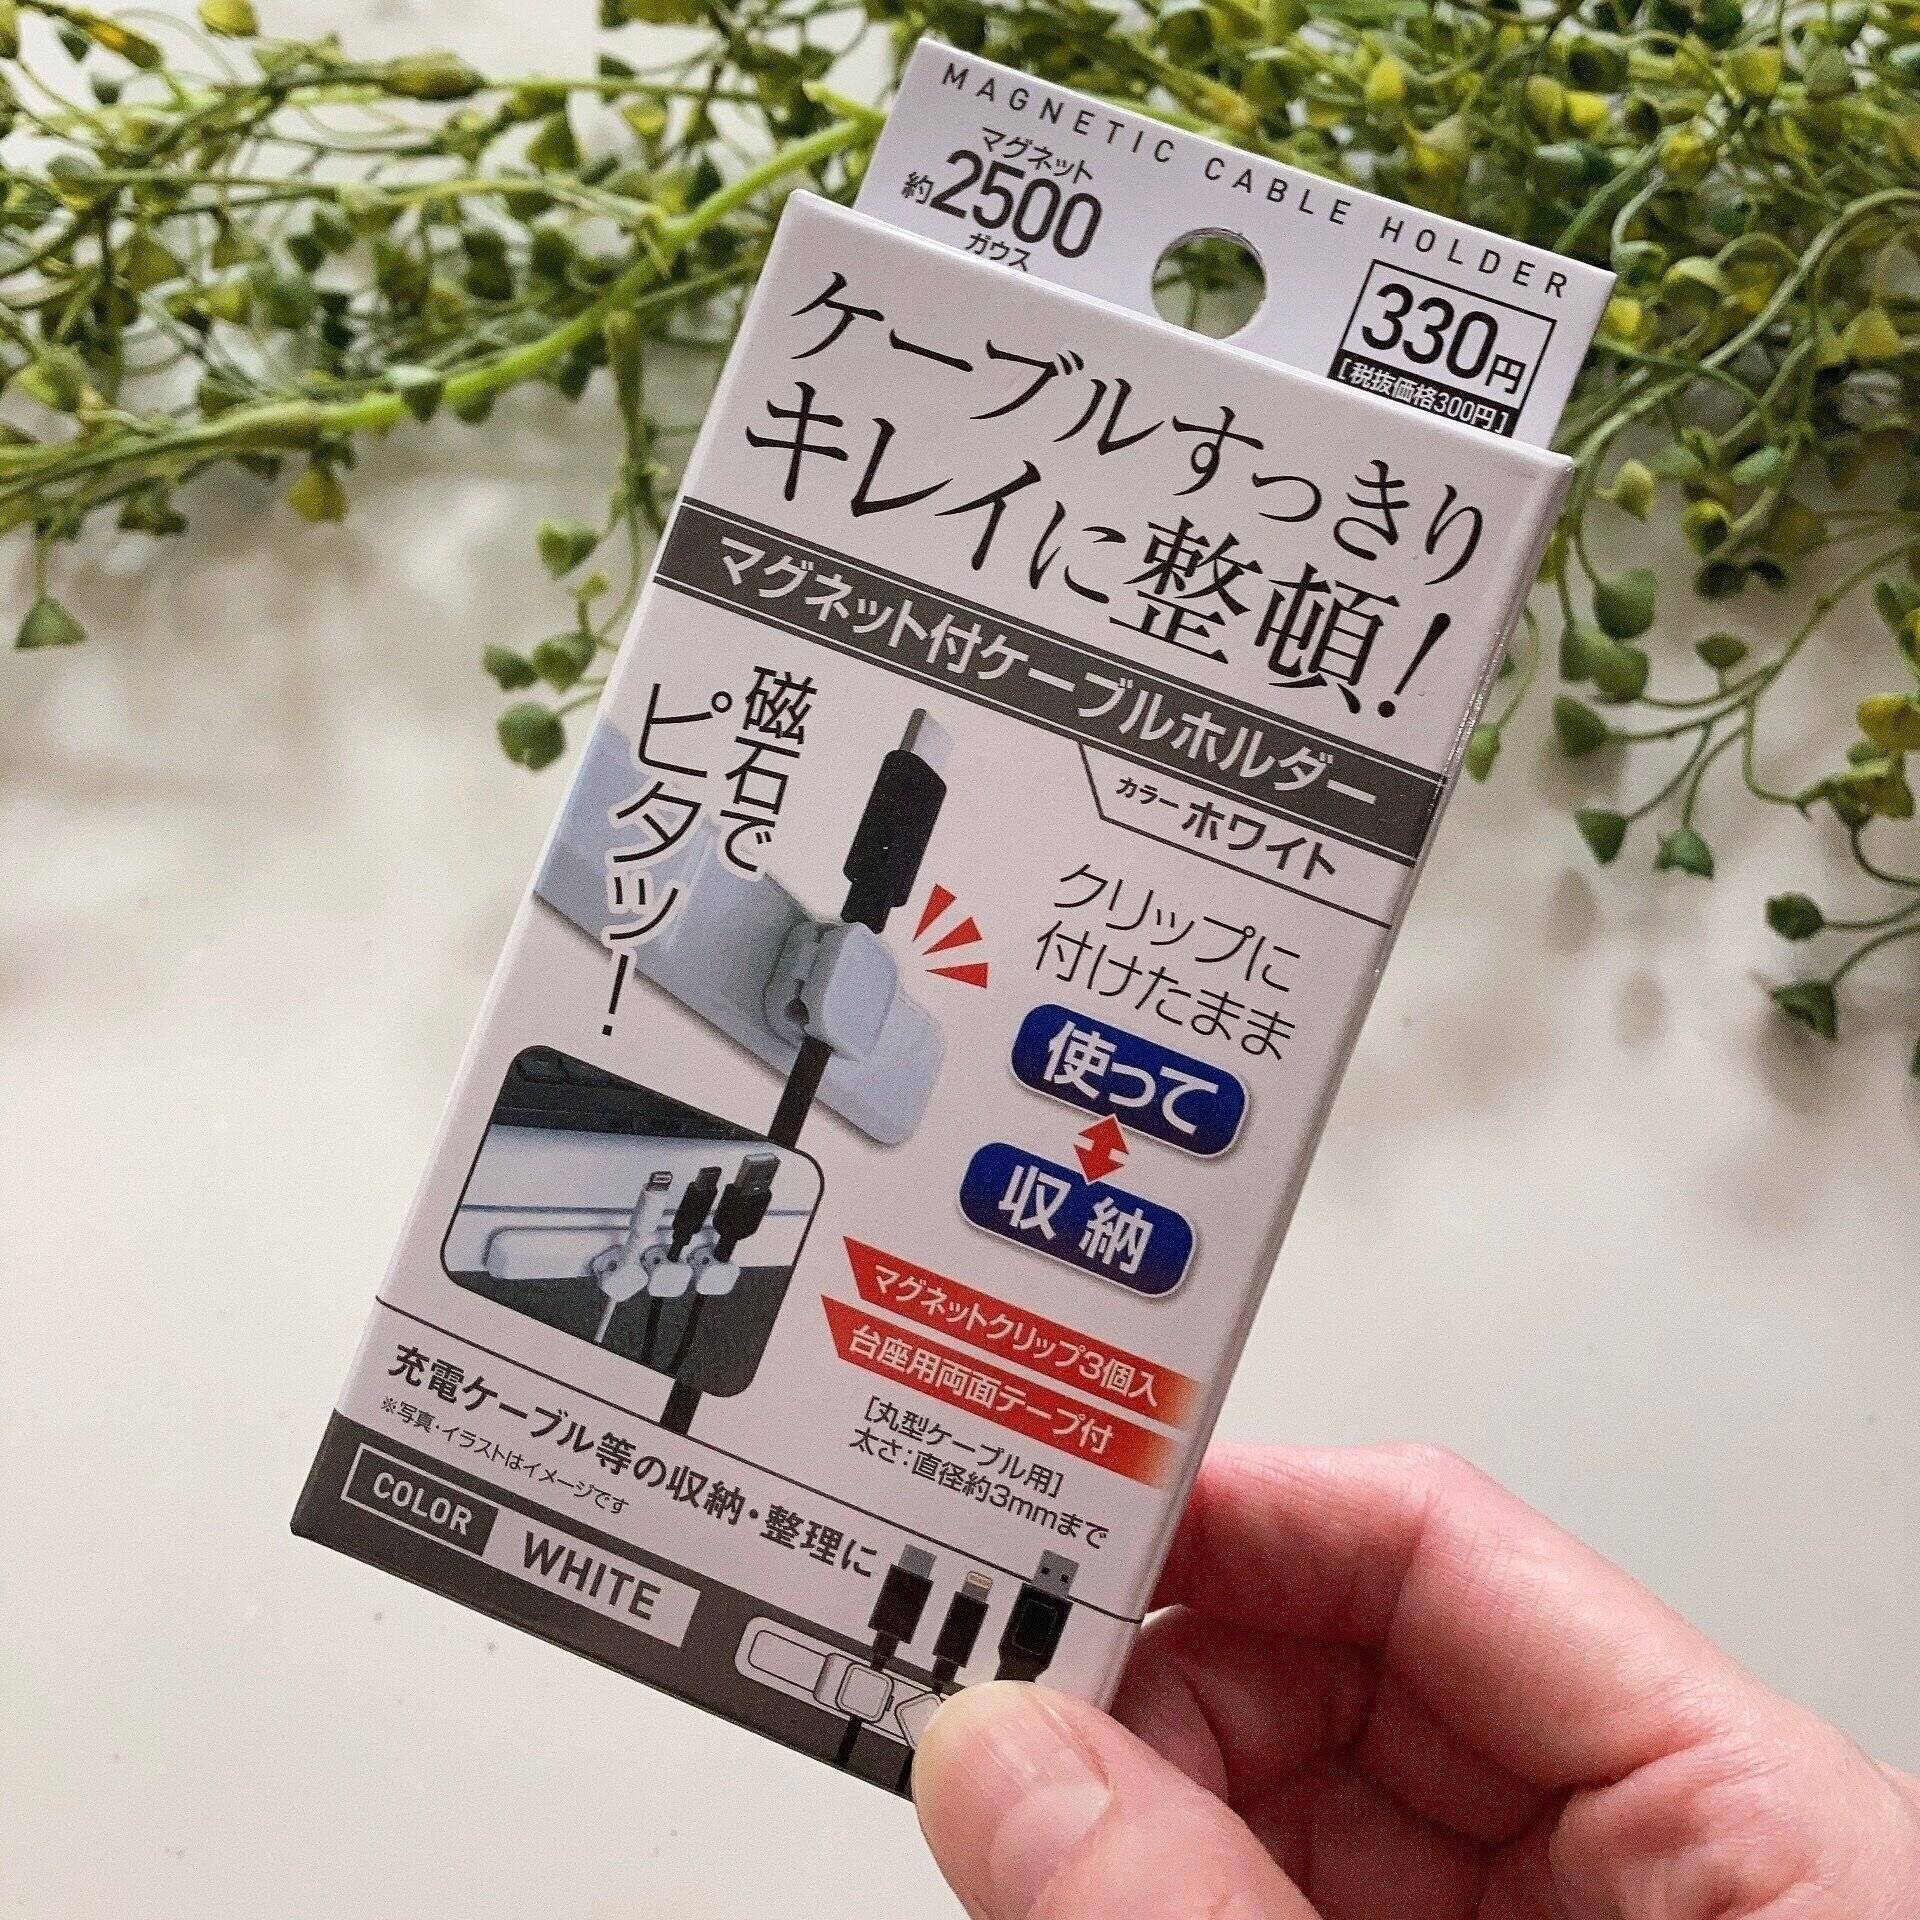 MAGNETIC CABLE HOLDER
マグネット
約2500
ガウス
330円
[税抜価格300円]
ケーブルすっきり
キレイに整頓!
マグネット付ケーブルホルダー
カラー ホワイト
磁石で
ピタッ!
クリップに
付けたまま
使って
収納
マグネットクリップ3個入
台座用両面テープ付
[丸型ケーブル用]
太さ:直径約3mmまで
充電ケーブル等の収納・整理に
※写真・イラストはイメージです
COLOR WHITE